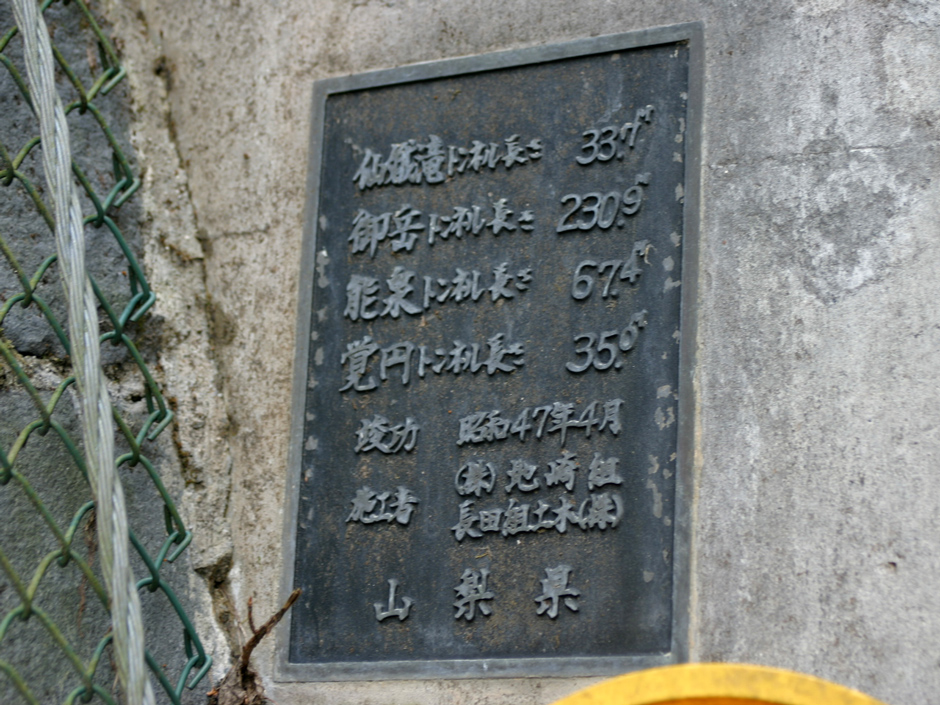 仙娥滝トンネル長さ 33.7M
御岳トンネル長さ 230.9M
能泉トンネル長さ 67.4M
覚円トンネル長さ 35.0M
竣功 昭和47年4月
施工者 (株)地崎組
長田組土木(株)
山梨県